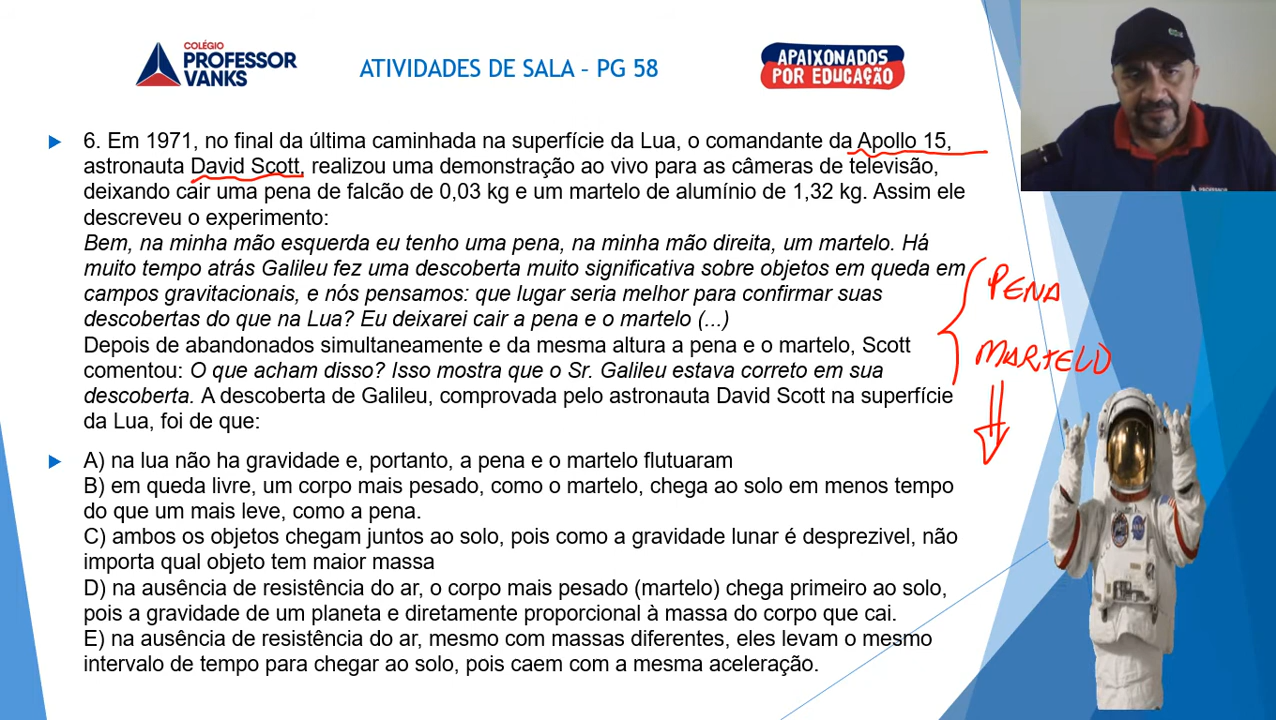 COLÉGIO
PROFESSOR
VANKS
ATIVIDADES DE SALA – PG 58
APAIXONADOS
POR EDUCAÇÃO
6. Em 1971, no final da última caminhada na superfície da Lua, o comandante da Apollo 15,
astronauta David Scott, realizou uma demonstração ao vivo para as câmeras de televisão,
deixando cair uma pena de falcão de 0,03 kg e um martelo de alumínio de 1,32 kg. Assim ele
descreveu o experimento:
Bem, na minha mão esquerda eu tenho uma pena, na minha mão direita, um martelo. Há
muito tempo atrás Galileu fez uma descoberta muito significativa sobre objetos em queda em
campos gravitacionais, e nós pensamos: que lugar seria melhor para confirmar suas
descobertas do que na Lua? Eu deixarei cair a pena e o martelo (...)
Depois de abandonados simultaneamente e da mesma altura a pena e o martelo, Scott
comentou: O que acham disso? Isso mostra que o Sr. Galileu estava correto em sua
descoberta. A descoberta de Galileu, comprovada pelo astronauta David Scott na superfície
da Lua, foi de que:
PENA
MARTELO
A) na lua não ha gravidade e, portanto, a pena e o martelo flutuaram
B) em queda livre, um corpo mais pesado, como o martelo, chega ao solo em menos tempo
do que um mais leve, como a pena.
C) ambos os objetos chegam juntos ao solo, pois como a gravidade lunar é desprezivel, não
importa qual objeto tem maior massa
D) na ausência de resistência do ar, o corpo mais pesado (martelo) chega primeiro ao solo,
pois a gravidade de um planeta e diretamente proporcional à massa do corpo que cai.
E) na ausência de resistência do ar, mesmo com massas diferentes, eles levam o mesmo
intervalo de tempo para chegar ao solo, pois caem com a mesma aceleração.